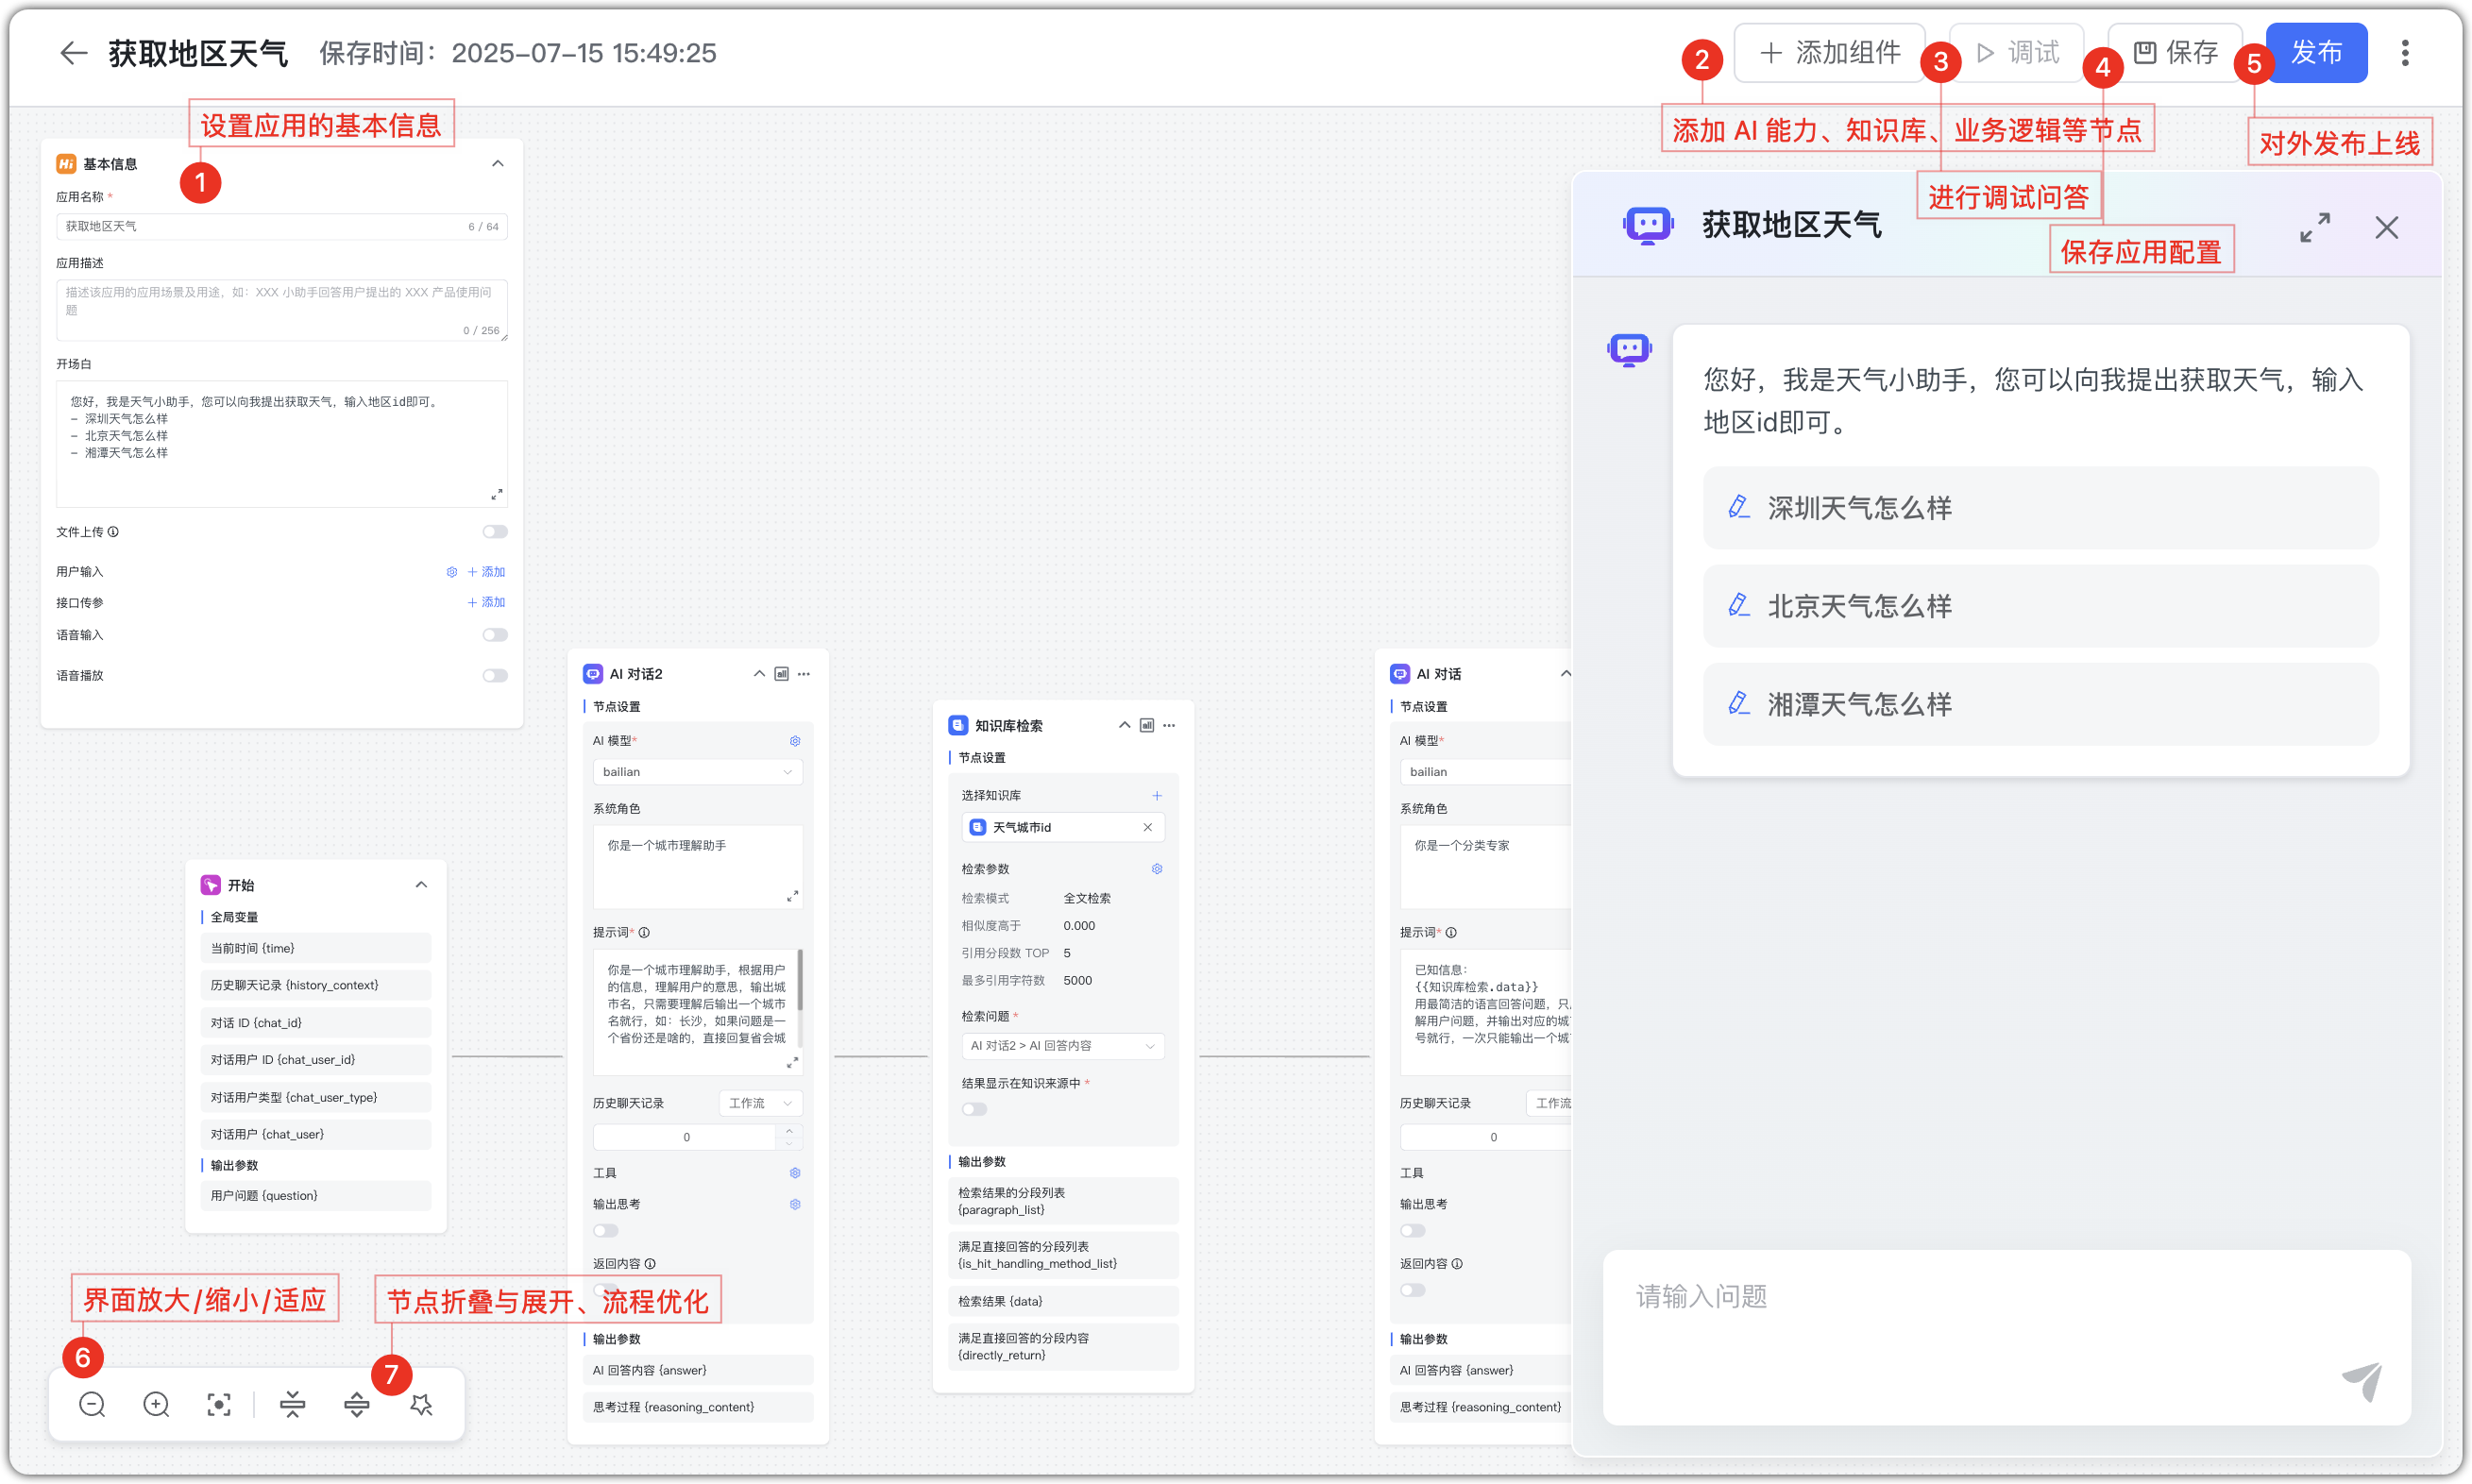 获取地区天气
保存时间：2025-07-15 15:49:25
2
添加组件
3
调试
4
保存
5
发布
设置应用的基本信息
添加 AI 能力、知识库、业务逻辑等节点
对外发布上线
进行调试问答
保存应用配置
1
Hi 基本信息
应用名称 *
获取地区天气
6 / 64
应用描述
描述该应用的应用场景及用途，如：XXX 小助手回答用户提出的 XXX 产品使用问
题
0 / 256
开场白
您好，我是天气小助手，您可以向我提出获取天气，输入地区id即可。
- 深圳天气怎么样
- 北京天气怎么样
- 湘潭天气怎么样
文件上传
用户输入
添加
接口传参
添加
语音输入
语音播放
开始
全局变量
当前时间 {time}
历史聊天记录 {history_context}
对话 ID {chat_id}
对话用户 ID {chat_user_id}
对话用户类型 {chat_user_type}
对话用户 {chat_user}
输出参数
用户问题 {question}
AI 对话2
节点设置
AI 模型*
bailian
系统角色
你是一个城市理解助手
提示词*
你是一个城市理解助手，根据用户
的信息，理解用户的意思，输出城
市名，只需要理解后输出一个城市
名就行，如：长沙，如果问题是一
个省份还是啥的，直接回复省会城
历史聊天记录
工作流
0
工具
输出思考
返回内容
输出参数
AI 回答内容 {answer}
思考过程 {reasoning_content}
知识库检索
节点设置
选择知识库
天气城市id
检索参数
检索模式 全文检索
相似度高于 0.000
引用分段数 TOP 5
最多引用字符数 5000
检索问题 *
AI 对话2 > AI 回答内容
结果显示在知识来源中 *
输出参数
检索结果的分段列表
{paragraph_list}
满足直接回答的分段列表
{is_hit_handling_method_list}
检索结果 {data}
满足直接回答的分段内容
{directly_return}
AI 对话
节点设置
AI 模型*
bailian
系统角色
你是一个分类专家
提示词*
已知信息：
{{知识库检索.data}}
用最简洁的语言回答问题，只
解用户问题，并输出对应的城
号就行，一次只能输出一个城
历史聊天记录
工作流
0
工具
输出思考
返回内容
输出参数
AI 回答内容 {answer}
思考过程 {reasoning_content}
获取地区天气
您好，我是天气小助手，您可以向我提出获取天气，输入
地区id即可。
深圳天气怎么样
北京天气怎么样
湘潭天气怎么样
请输入问题
界面放大/缩小/适应
节点折叠与展开、流程优化
6
7